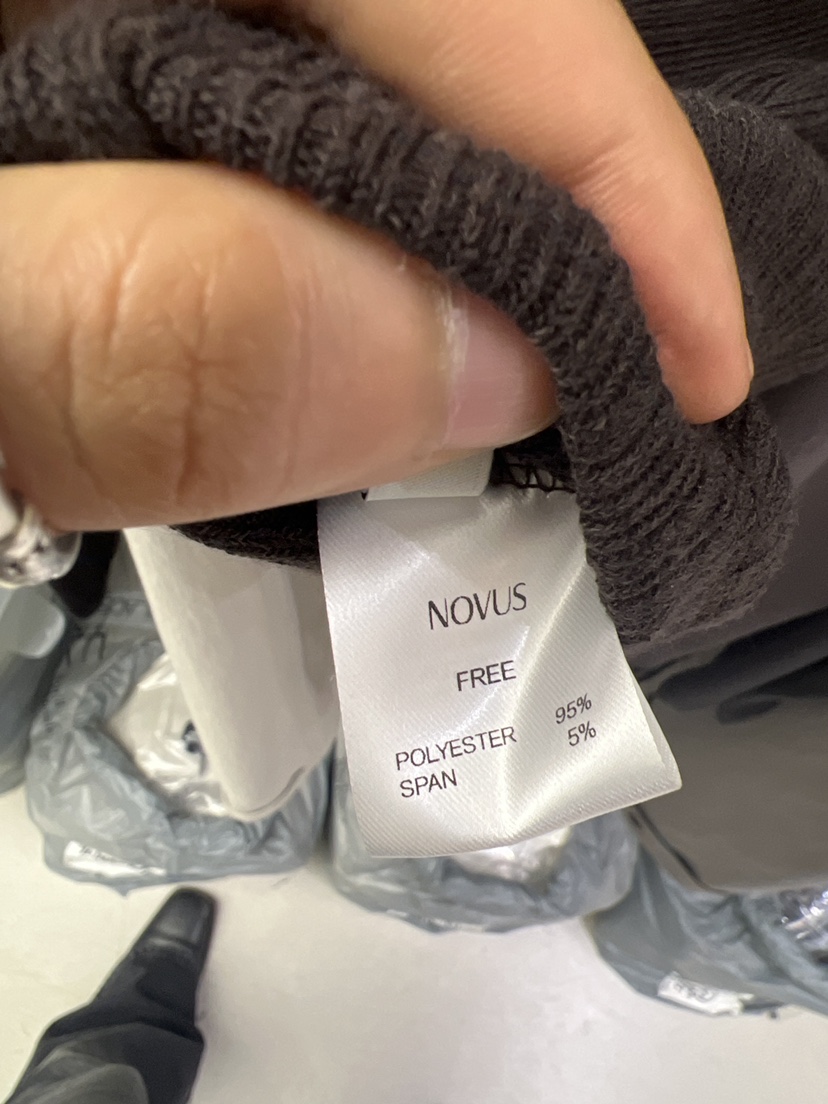 NOVUS
FREE
POLYESTER 95%
SPAN 5%